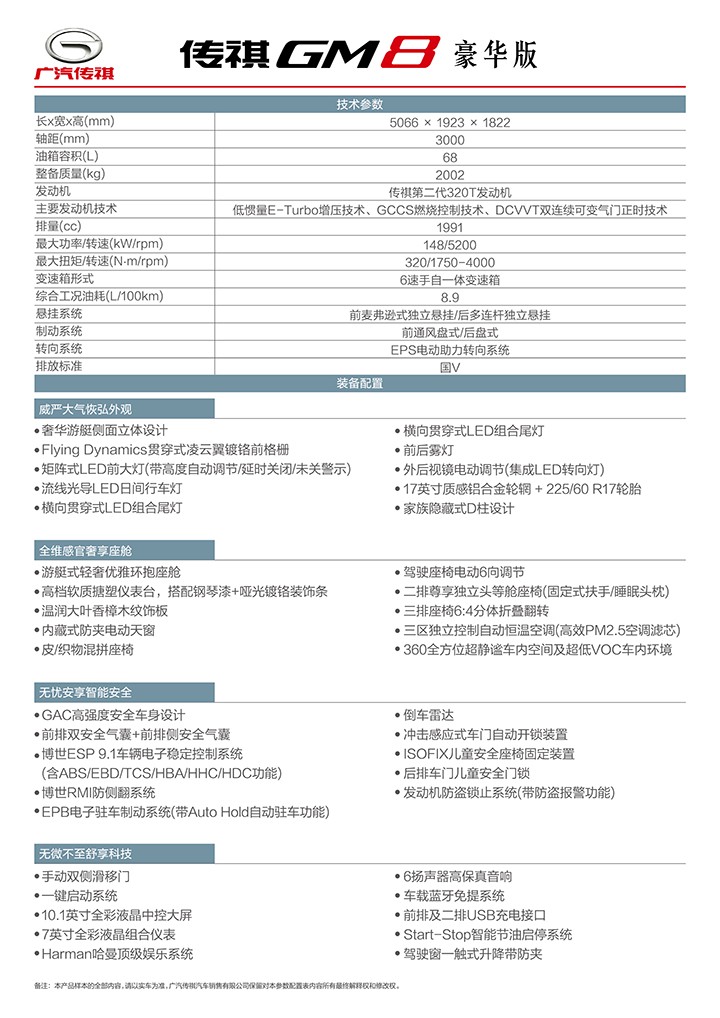 广汽传祺
传祺GM8 豪华版
技术参数
长x宽x高(mm) 5066 × 1923 × 1822
轴距(mm) 3000
油箱容积(L) 68
整备质量(kg) 2002
发动机 传祺第二代320T发动机
主要发动机技术 低惯量E-Turbo增压技术、GCCS燃烧控制技术、DCVVT双连续可变气门正时技术
排量(cc) 1991
最大功率/转速(kW/rpm) 148/5200
最大扭矩/转速(N·m/rpm) 320/1750-4000
变速箱形式 6速手自一体变速箱
综合工况油耗(L/100km) 8.9
悬挂系统 前麦弗逊式独立悬挂/后多连杆独立悬挂
制动系统 前通风盘式/后盘式
转向系统 EPS电动助力转向系统
排放标准 国V
装备配置
威严大气恢弘外观
•奢华游艇侧面立体设计
•Flying Dynamics贯穿式凌云翼镀铬前格栅
•矩阵式LED前大灯(带高度自动调节/延时关闭/未关警示)
•流线光导LED日间行车灯
•横向贯穿式LED组合尾灯
•横向贯穿式LED组合尾灯
•前后雾灯
•外后视镜电动调节(集成LED转向灯)
•17英寸质感铝合金轮辋 + 225/60 R17轮胎
•家族隐藏式D柱设计
全维感官奢享座舱
•游艇式轻奢优雅环抱座舱
•高档软质搪塑仪表台，搭配钢琴漆+哑光镀铬装饰条
•温润大叶香樟木纹饰板
•内藏式防夹电动天窗
•皮/织物混拼座椅
•驾驶座椅电动6向调节
•二排尊享独立头等舱座椅(固定式扶手/睡眠头枕)
•三排座椅6:4分体折叠翻转
•三区独立控制自动恒温空调(高效PM2.5空调滤芯)
•360全方位超静谧车内空间及超低VOC车内环境
无忧安享智能安全
•GAC高强度安全车身设计
•前排双安全气囊+前排侧安全气囊
•博世ESP 9.1车辆电子稳定控制系统
(含ABS/EBD/TCS/HBA/HHC/HDC功能)
•博世RMI防侧翻系统
•EPB电子驻车制动系统(带Auto Hold自动驻车功能)
•倒车雷达
•冲击感应式车门自动开锁装置
•ISOFIX儿童安全座椅固定装置
•后排车门儿童安全门锁
•发动机防盗锁止系统(带防盗报警功能)
无微不至舒享科技
•手动双侧滑移门
•一键启动系统
•10.1英寸全彩液晶中控大屏
•7英寸全彩液晶组合仪表
•Harman哈曼顶级娱乐系统
•6扬声器高保真音响
•车载蓝牙免提系统
•前排及二排USB充电接口
•Start-Stop智能节油启停系统
•驾驶窗一触式升降带防夹
备注：本产品样本的全部内容，请以实车为准，广汽传祺汽车销售有限公司保留对本参数配置表内容所有最终解释权和修改权。